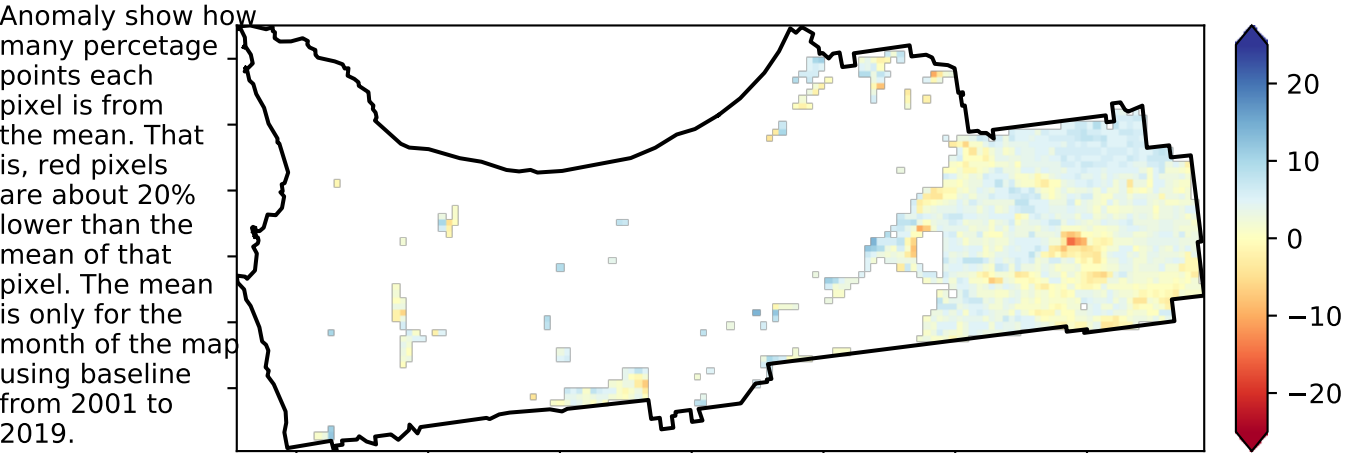 Anomaly show how
many percetage
points each
pixel is from
the mean. That
is, red pixels
are about 20%
lower than the
mean of that
pixel. The mean
is only for the
month of the map
using baseline
from 2001 to
2019.
20
10
0
−10
−20